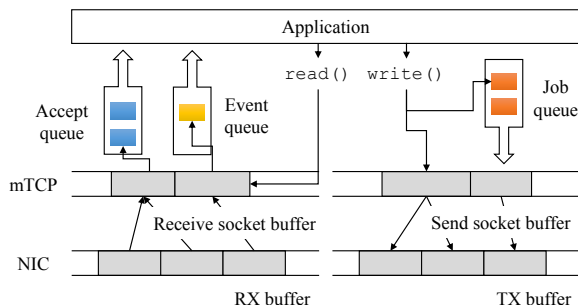 Application
read() write()
Accept
queue
Event
queue
Job
queue
mTCP
Receive socket buffer
Send socket buffer
NIC
RX buffer
TX buffer